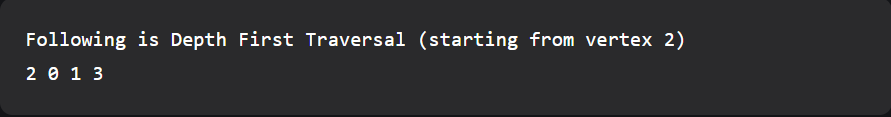 Following is Depth First Traversal (starting from vertex 2)
2 0 1 3